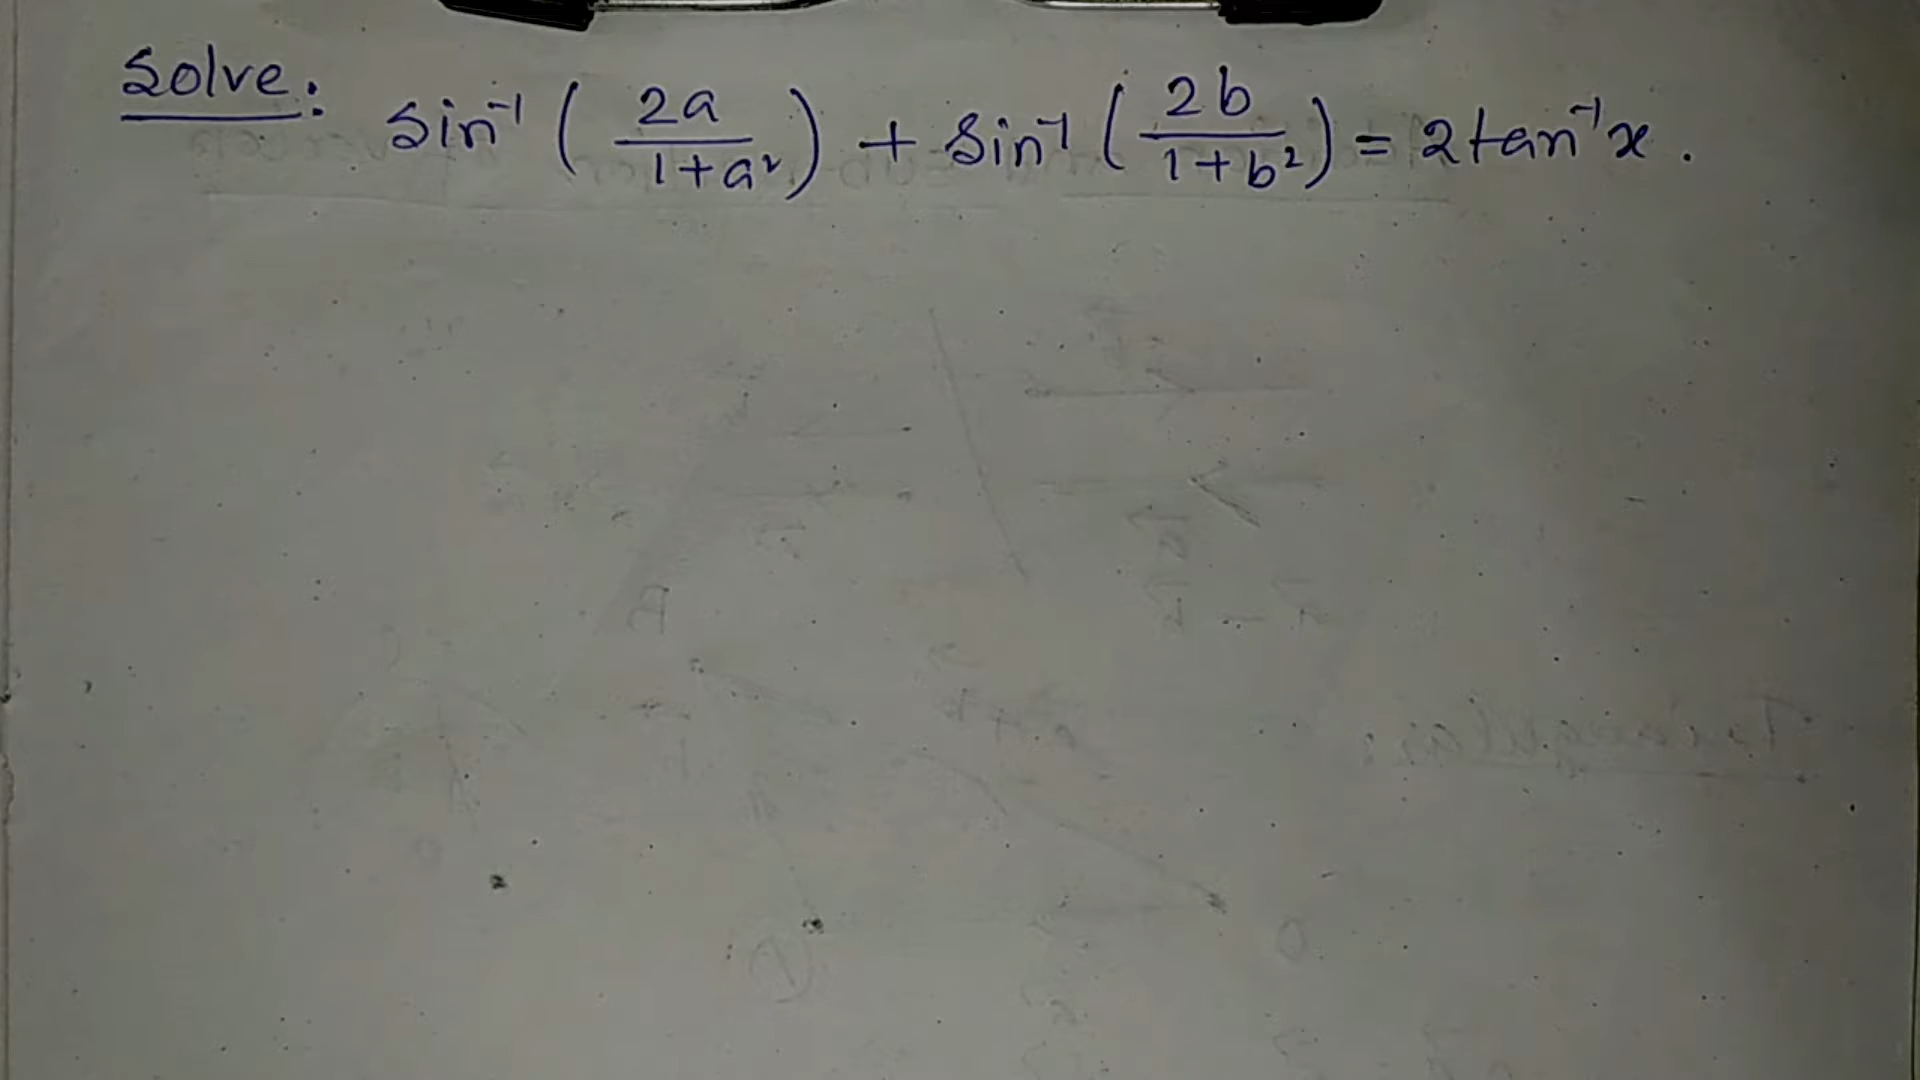 Solve: sin⁻¹ (2a/1+a²) + sin⁻¹ (2b/1+b²) = 2tan⁻¹x.